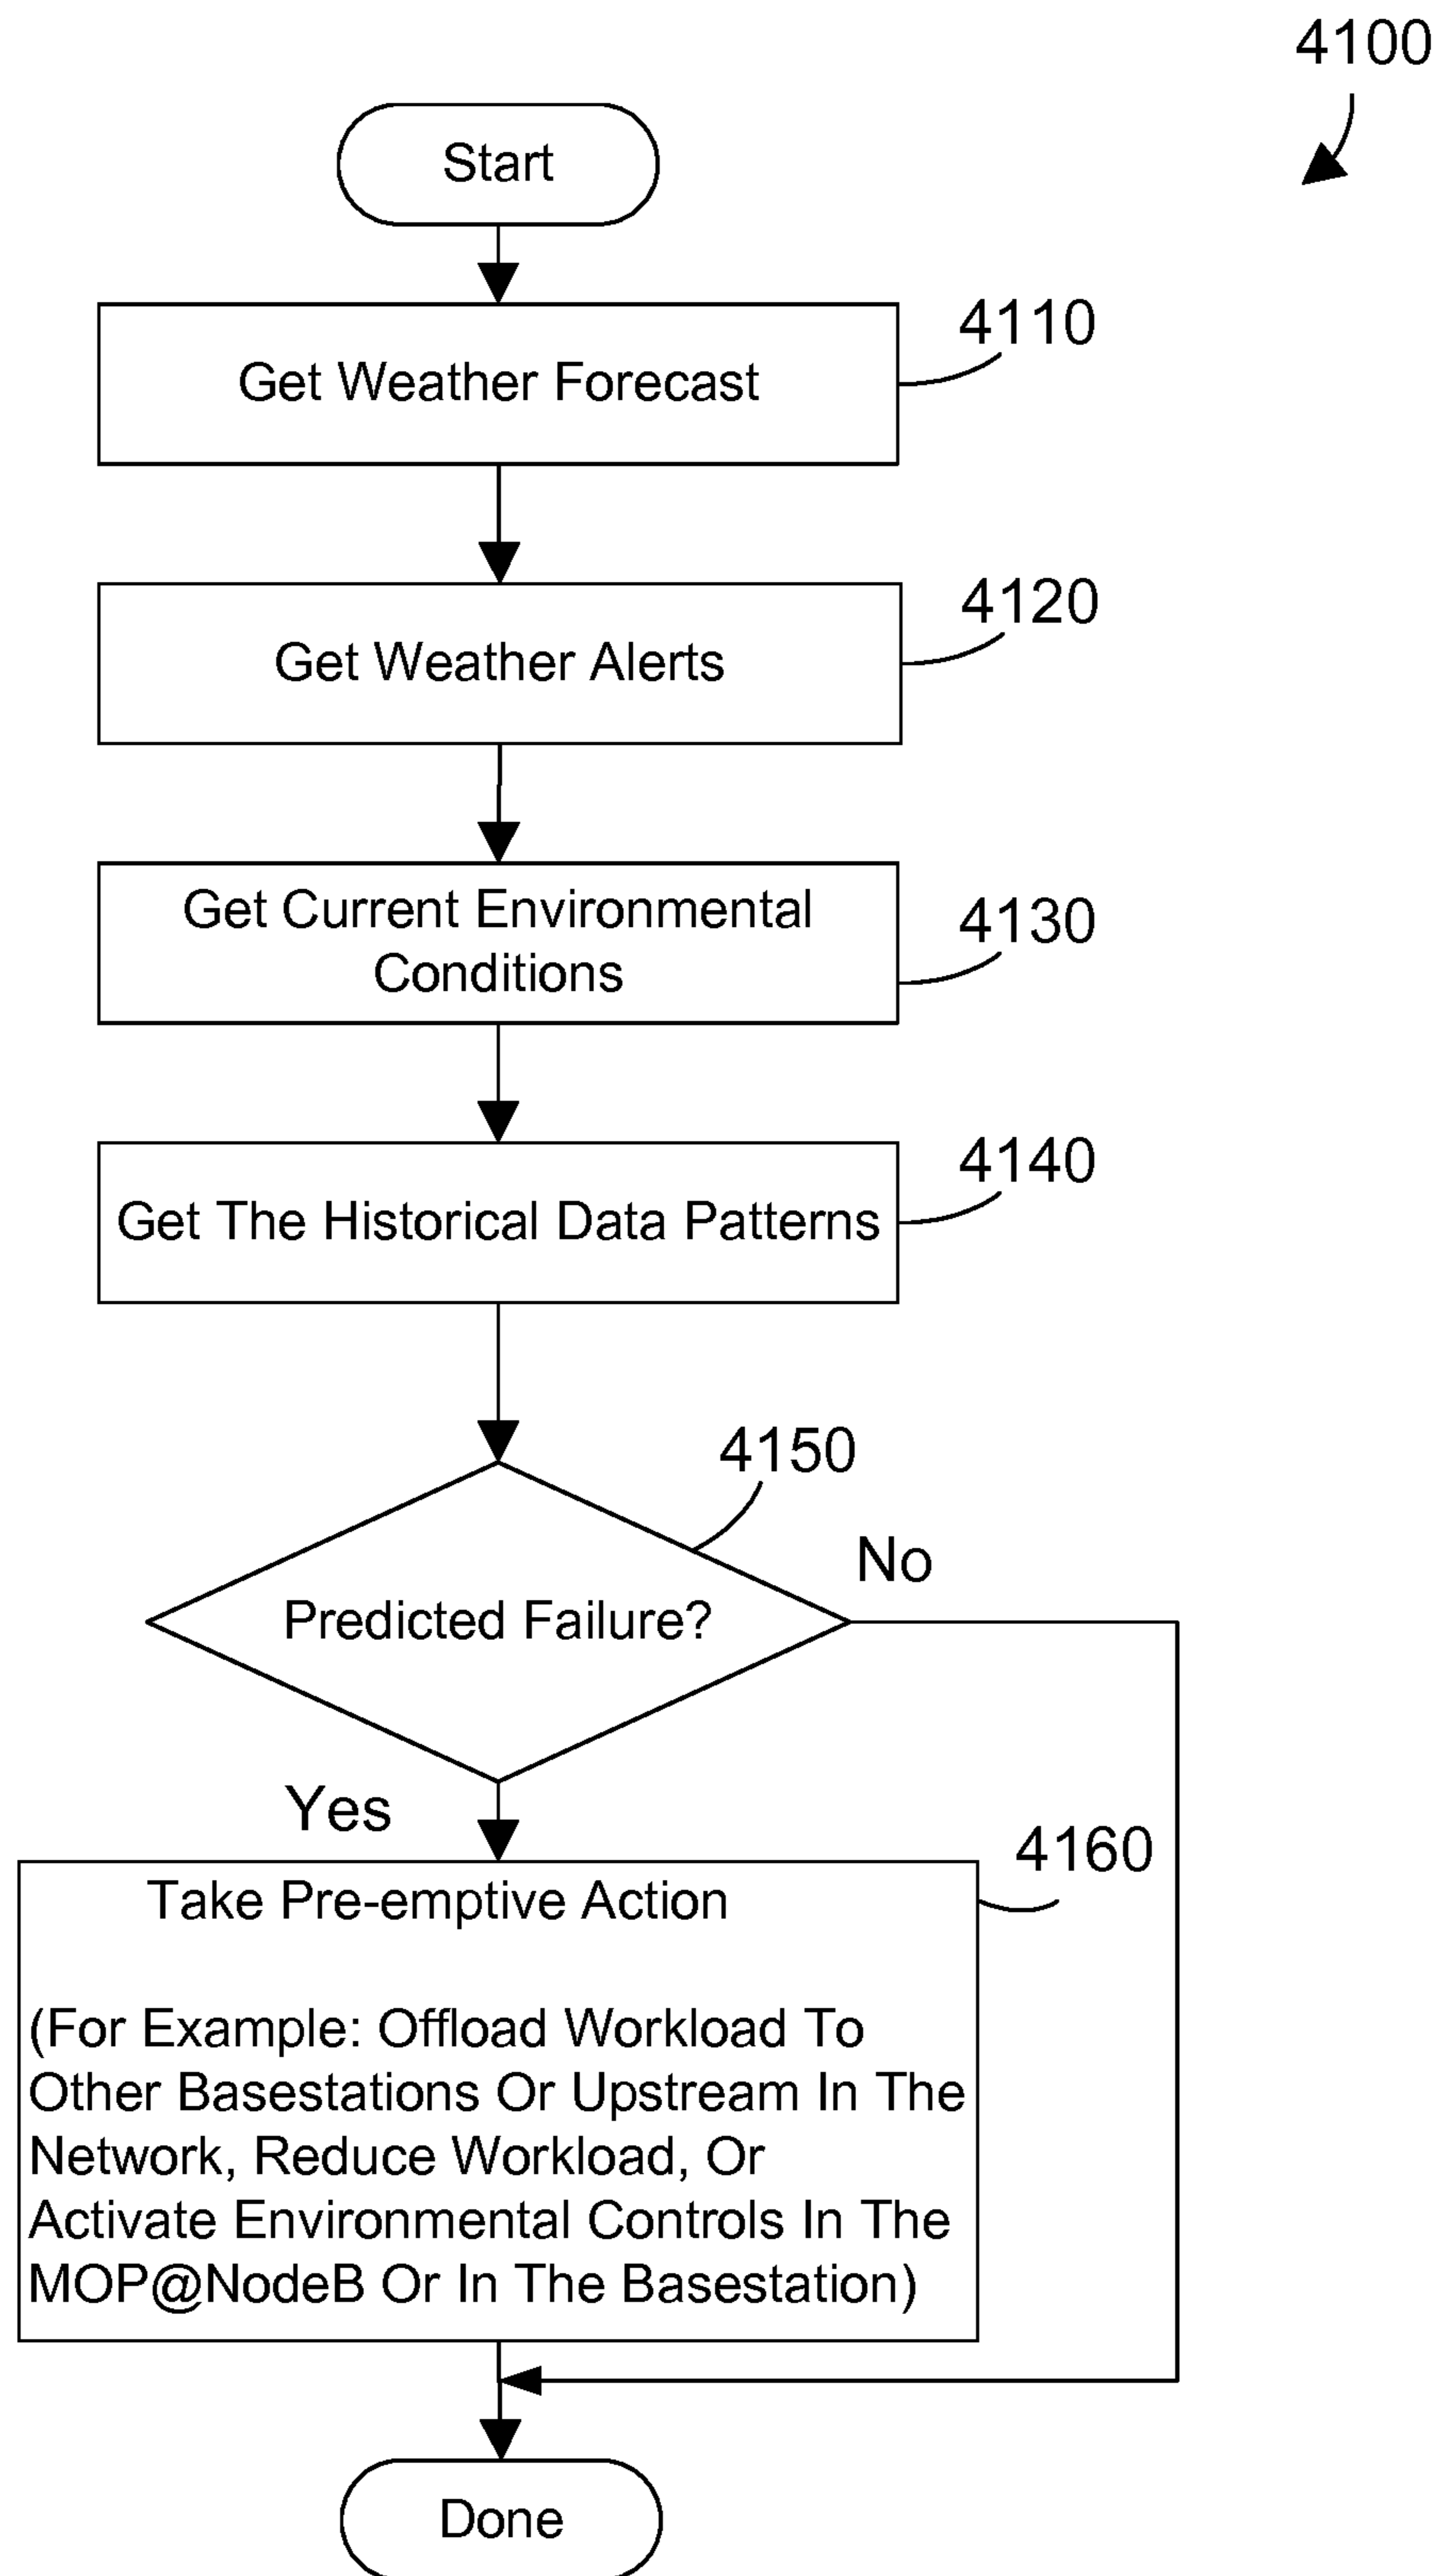 4100
Start
4110
Get Weather Forecast
4120
Get Weather Alerts
Get Current Environmental
Conditions
4130
4140
Get The Historical Data Patterns
4150
No
Predicted Failure?
Yes
4160
Take Pre-emptive Action
(For Example: Offload Workload To
Other Basestations Or Upstream In The
Network, Reduce Workload, Or
Activate Environmental Controls In The
MOP@NodeB Or In The Basestation)
Done